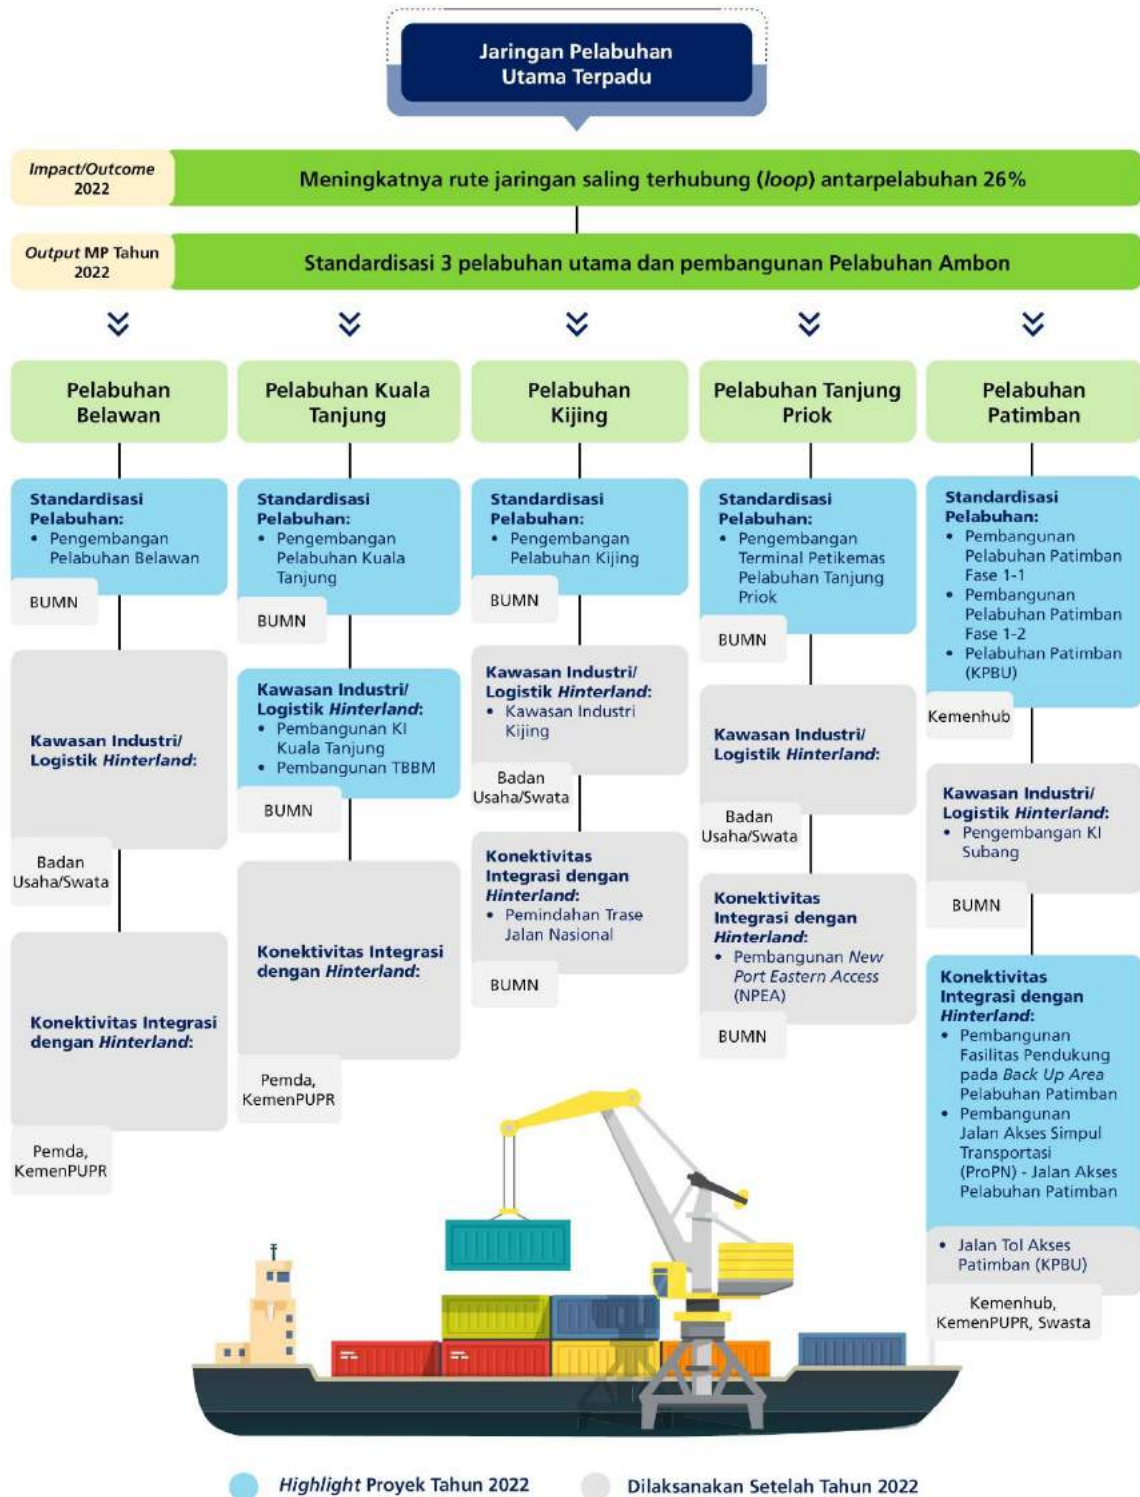 Jaringan Pelabuhan
Utama Terpadu
Impact/Outcome
2022
Meningkatnya rute jaringan saling terhubung (loop) antarpelabuhan 26%
Output MP Tahun
2022
Standardisasi 3 pelabuhan utama dan pembangunan Pelabuhan Ambon
Pelabuhan
Belawan
Standardisasi
Pelabuhan:
• Pengembangan
Pelabuhan Belawan
BUMN
Kawasan Industri/
Logistik Hinterland:
Badan
Usaha/Swata
Konektivitas Integrasi
dengan Hinterland:
Pemda,
KemenPUPR
Pelabuhan Kuala
Tanjung
Standardisasi
Pelabuhan:
• Pengembangan
Pelabuhan Kuala
Tanjung
BUMN
Kawasan Industri/
Logistik Hinterland:
• Pembangunan KI
Kuala Tanjung
• Pembangunan TBBM
BUMN
Konektivitas Integrasi
dengan Hinterland:
Pemda,
KemenPUPR
Pelabuhan
Kijing
Standardisasi
Pelabuhan:
• Pengembangan
Pelabuhan Kijing
BUMN
Kawasan Industri/
Logistik Hinterland:
• Kawasan Industri
Kijing
Badan
Usaha/Swata
Konektivitas
Integrasi dengan
Hinterland:
• Pemindahan Trase
Jalan Nasional
BUMN
Pelabuhan Tanjung
Priok
Standardisasi
Pelabuhan:
• Pengembangan
Terminal Petikemas
Pelabuhan Tanjung
Priok
BUMN
Kawasan Industri/
Logistik Hinterland:
Badan
Usaha/Swata
Konektivitas
Integrasi dengan
Hinterland:
• Pembangunan New
Port Eastern Access
(NPEA)
BUMN
Pelabuhan
Patimban
Standardisasi
Pelabuhan:
• Pembangunan
Pelabuhan Patimban
Fase 1-1
• Pembangunan
Pelabuhan Patimban
Fase 1-2
• Pelabuhan Patimban
(KPBU)
Kemenhub
Kawasan Industri/
Logistik Hinterland:
• Pengembangan KI
Subang
BUMN
Konektivitas
Integrasi dengan
Hinterland:
• Pembangunan
Fasilitas Pendukung
pada Back Up Area
Pelabuhan Patimban
• Pembangunan
Jalan Akses Simpul
Transportasi
(ProPN) - Jalan Akses
Pelabuhan Patimban
• Jalan Tol Akses
Patimban (KPBU)
Kemenhub,
KemenPUPR, Swasta
Highlight Proyek Tahun 2022
Dilaksanakan Setelah Tahun 2022